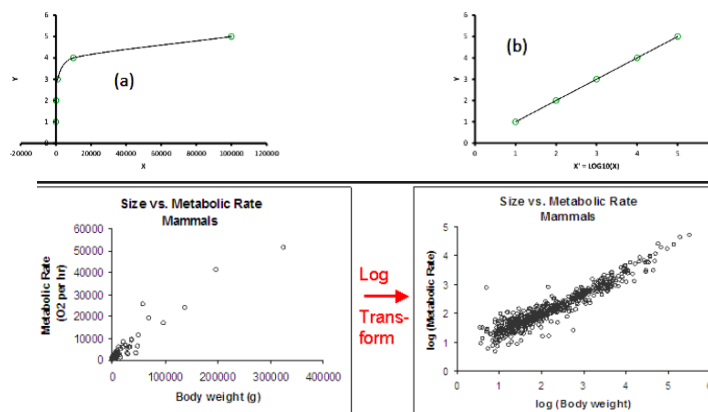 6
5
4
3
2
1
0
Y
(a)
-20000 0 20000 40000 60000 80000 100000 120000
X
6
5
4
3
2
1
0
Y
(b)
0 1 2 3 4 5
X' = LOG10(X)
Size vs. Metabolic Rate
Mammals
60000
50000
40000
30000
20000
10000
0
Metabolic Rate
(O2 per hr)
0 100000 200000 300000 400000
Body weight (g)
Log
Trans-
form
Size vs. Metabolic Rate
Mammals
5
4
3
2
1
0
log (Metabolic Rate)
0 1 2 3 4 5 6
log (Body weight)